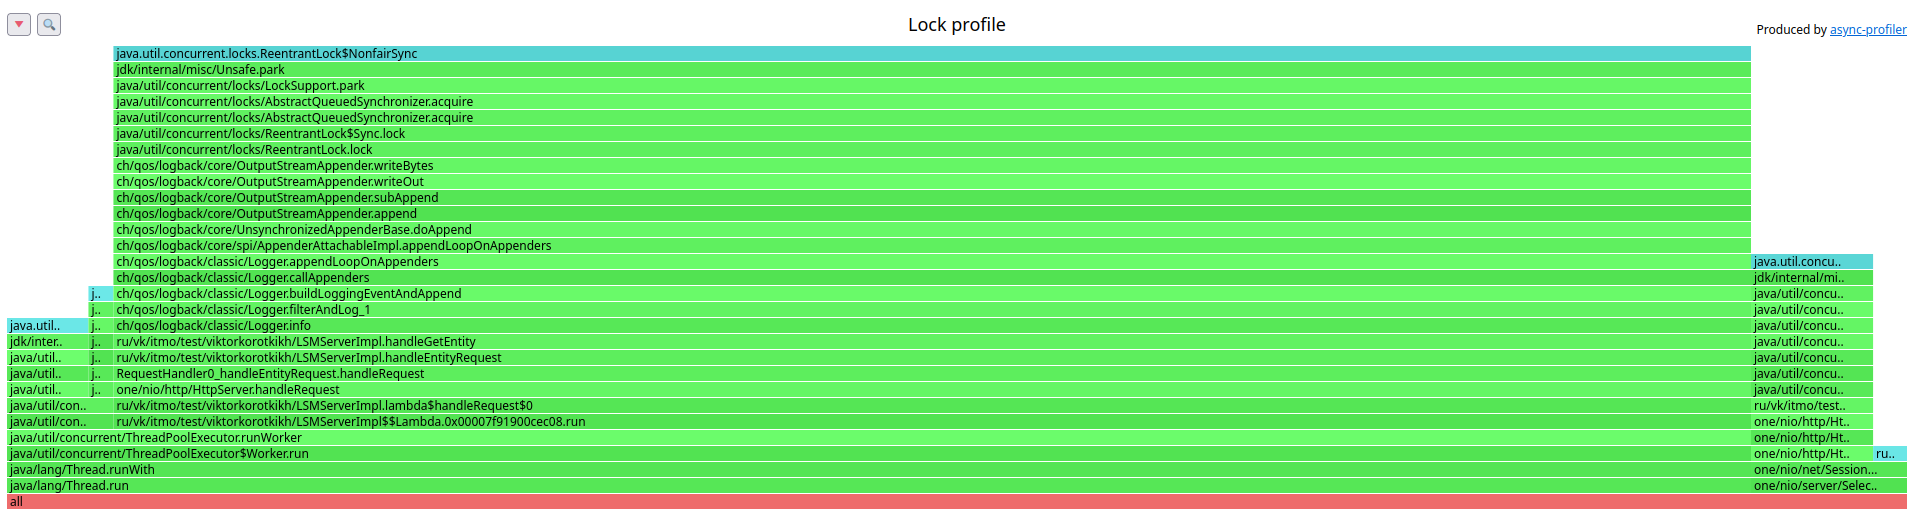 Lock profile
Produced by async-profiler
java.util.concurrent.locks.ReentrantLock$NonfairSync
jdk/internal/misc/Unsafe.park
java/util/concurrent/locks/LockSupport.park
java/util/concurrent/locks/AbstractQueuedSynchronizer.acquire
java/util/concurrent/locks/AbstractQueuedSynchronizer.acquire
java/util/concurrent/locks/ReentrantLock$Sync.lock
java/util/concurrent/locks/ReentrantLock.lock
ch/qos/logback/core/OutputStreamAppender.writeBytes
ch/qos/logback/core/OutputStreamAppender.writeOut
ch/qos/logback/core/OutputStreamAppender.subAppend
ch/qos/logback/core/OutputStreamAppender.append
ch/qos/logback/core/UnsynchronizedAppenderBase.doAppend
ch/qos/logback/core/spi/AppenderAttachableImpl.appendLoopOnAppenders
ch/qos/logback/classic/Logger.appendLoopOnAppenders java.util.concu..
ch/qos/logback/classic/Logger.callAppenders jdk/internal/mi..
j.. ch/qos/logback/classic/Logger.buildLoggingEventAndAppend java/util/concu..
j.. ch/qos/logback/classic/Logger.filterAndLog_1 java/util/concu..
java.util.. j.. ch/qos/logback/classic/Logger.info java/util/concu..
jdk/inter.. j.. ru/vk/itmo/test/viktorkorotkikh/LSMServerImpl.handleGetEntity java/util/concu..
java/util.. j.. ru/vk/itmo/test/viktorkorotkikh/LSMServerImpl.handleEntityRequest java/util/concu..
java/util.. j.. RequestHandler0_handleEntityRequest.handleRequest java/util/concu..
java/util.. j.. one/nio/http/HttpServer.handleRequest java/util/concu..
java/util/con.. ru/vk/itmo/test/viktorkorotkikh/LSMServerImpl.lambda$handleRequest$0 ru/vk/itmo/test..
java/util/con.. ru/vk/itmo/test/viktorkorotkikh/LSMServerImpl$$Lambda.0x00007f91900cec08.run one/nio/http/Ht..
java/util/concurrent/ThreadPoolExecutor.runWorker one/nio/http/Ht..
java/util/concurrent/ThreadPoolExecutor$Worker.run one/nio/http/Ht.. ru..
java/lang/Thread.runWith one/nio/net/Session...
java/lang/Thread.run one/nio/server/Selec..
all